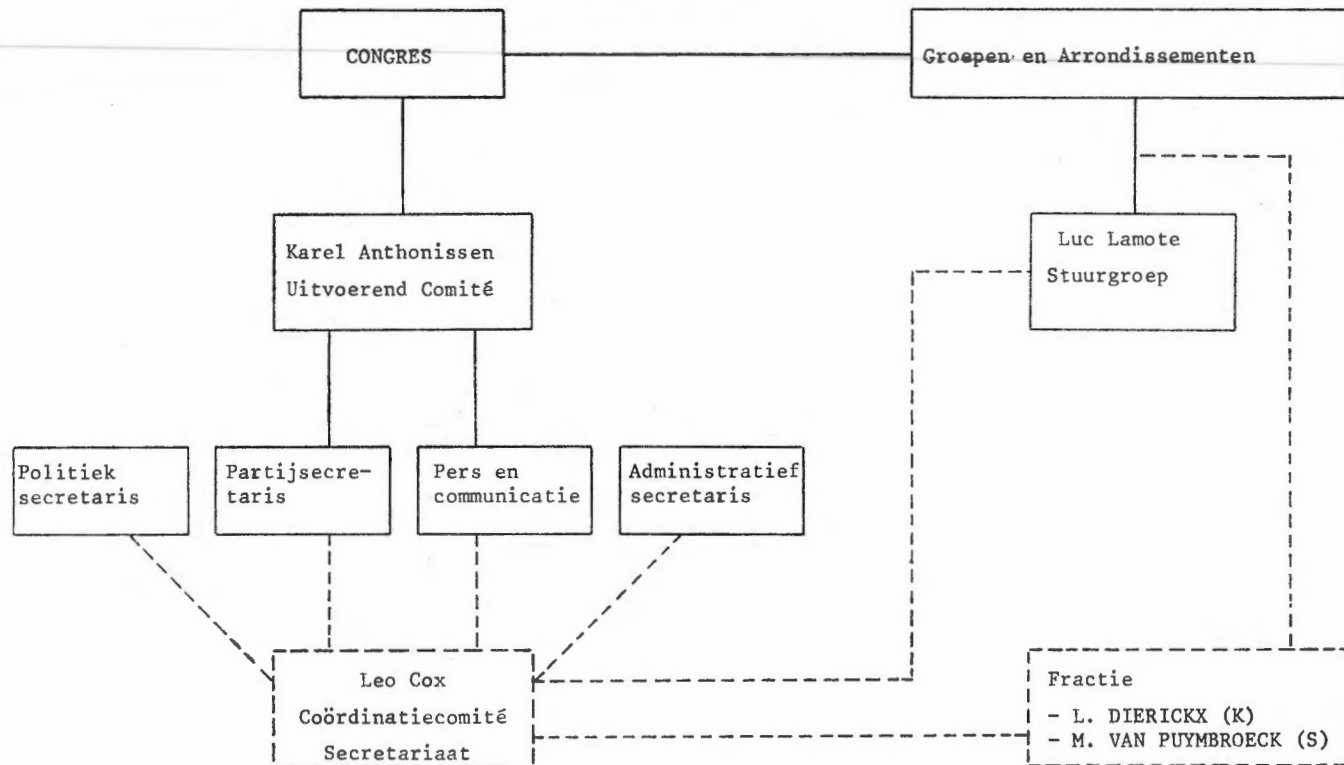 CONGRES
Groepen en Arrondissementen
Karel Anthonissen
Uitvoerend Comité
Luc Lamote
Stuurgroep
Politiek
secretaris
Partijsecre-
taris
Pers en
communicatie
Administratief
secretaris
Leo Cox
Coördinatiecomité
Secretariaat
Fractie
- L. DIERICKX (K)
- M. VAN PUYMBROECK (S)